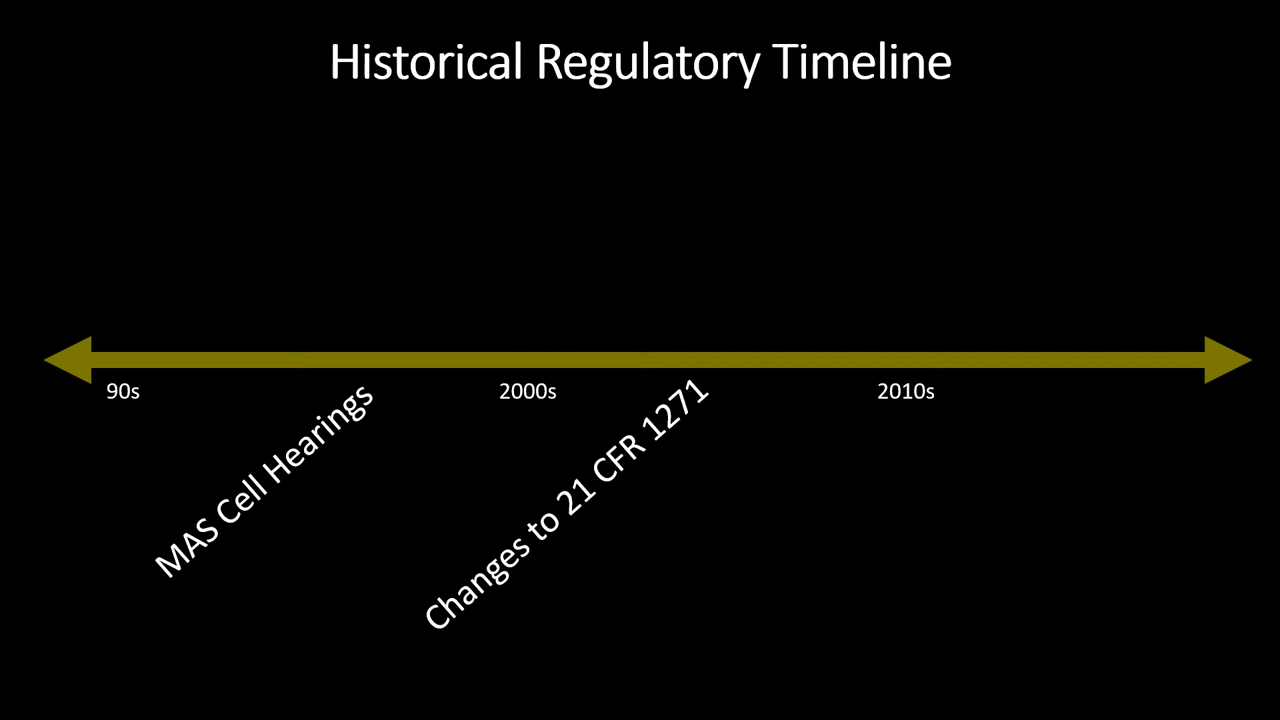 Historical Regulatory Timeline
90s
2000s
2010s
MAS Cell Hearings
Changes to 21 CFR 1271